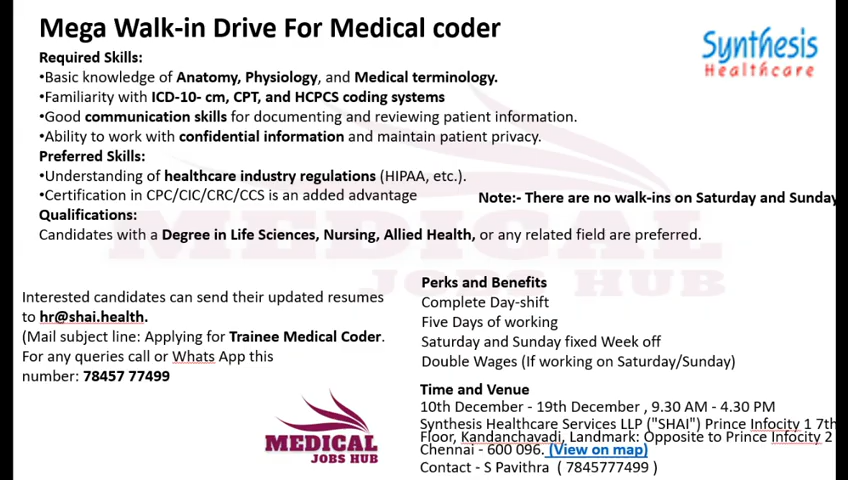 Mega Walk-in Drive For Medical coder
Synthesis
Healthcare
Required Skills:
•Basic knowledge of Anatomy, Physiology, and Medical terminology.
•Familiarity with ICD-10- cm, CPT, and HCPCS coding systems
•Good communication skills for documenting and reviewing patient information.
•Ability to work with confidential information and maintain patient privacy.
Preferred Skills:
•Understanding of healthcare industry regulations (HIPAA, etc.).
•Certification in CPC/CIC/CRC/CCS is an added advantage
Note:- There are no walk-ins on Saturday and Sunday
Qualifications:
Candidates with a Degree in Life Sciences, Nursing, Allied Health, or any related field are preferred.
MEDICAL
JOBS HUB
Interested candidates can send their updated resumes
to hr@shai.health.
(Mail subject line: Applying for Trainee Medical Coder.
For any queries call or Whats App this
number: 78457 77499
MEDICAL
JOBS HUB
Perks and Benefits
Complete Day-shift
Five Days of working
Saturday and Sunday fixed Week off
Double Wages (If working on Saturday/Sunday)
Time and Venue
10th December - 19th December , 9.30 AM - 4.30 PM
Synthesis Healthcare Services LLP ("SHAI") Prince Infocity 1 7th
Floor, Kandanchavadi, Landmark: Opposite to Prince Infocity 2
Chennai - 600 096. (View on map)
Contact - S Pavithra ( 7845777499 )